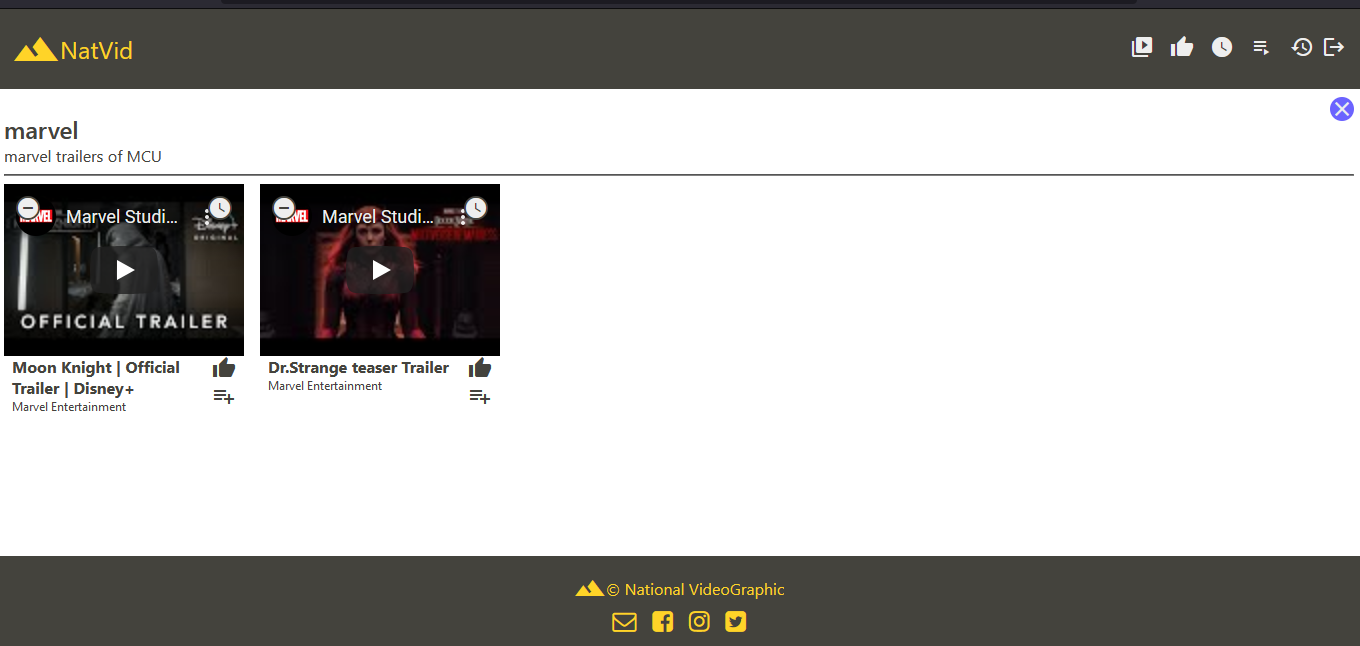 NatVid
marvel
marvel trailers of MCU
MARVEL Marvel Studi...
Disney+
ORIGINAL
OFFICIAL TRAILER
MARVEL Marvel Studi...
Moon Knight | Official
Trailer | Disney+
Marvel Entertainment
Dr.Strange teaser Trailer
Marvel Entertainment
© National VideoGraphic